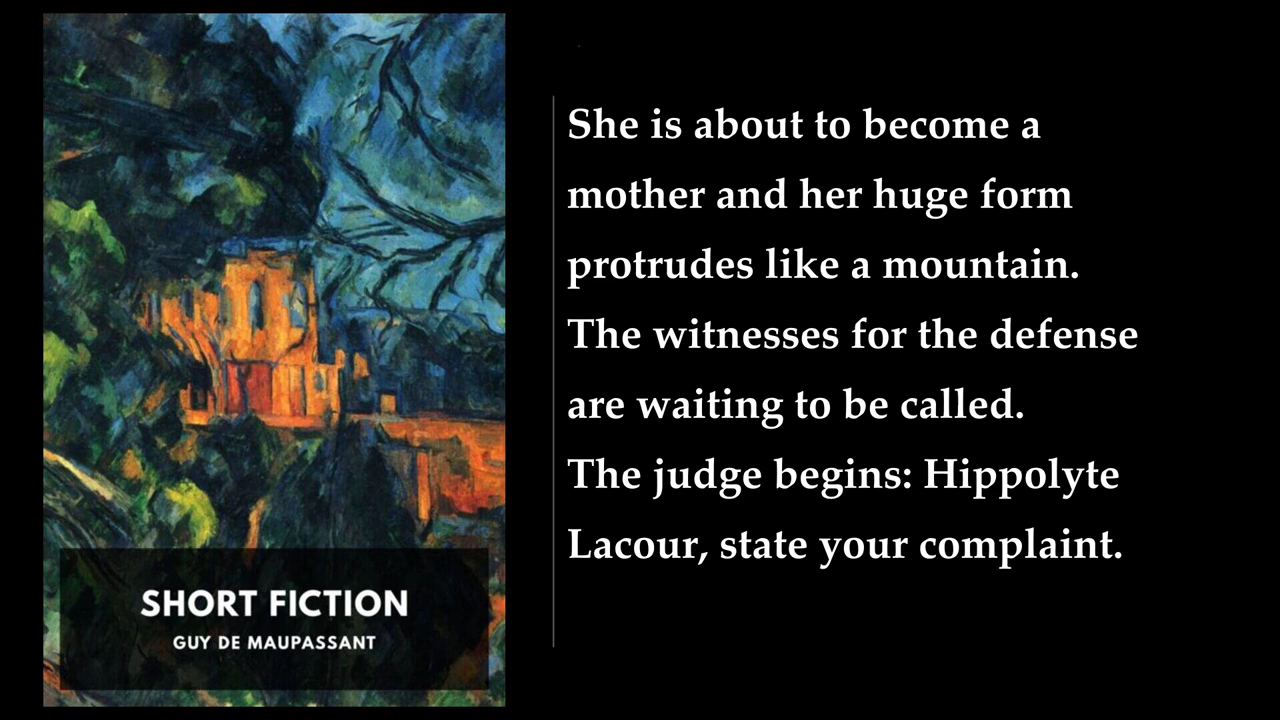 SHORT FICTION
GUY DE MAUPASSANT
She is about to become a
mother and her huge form
protrudes like a mountain.
The witnesses for the defense
are waiting to be called.
The judge begins: Hippolyte
Lacour, state your complaint.